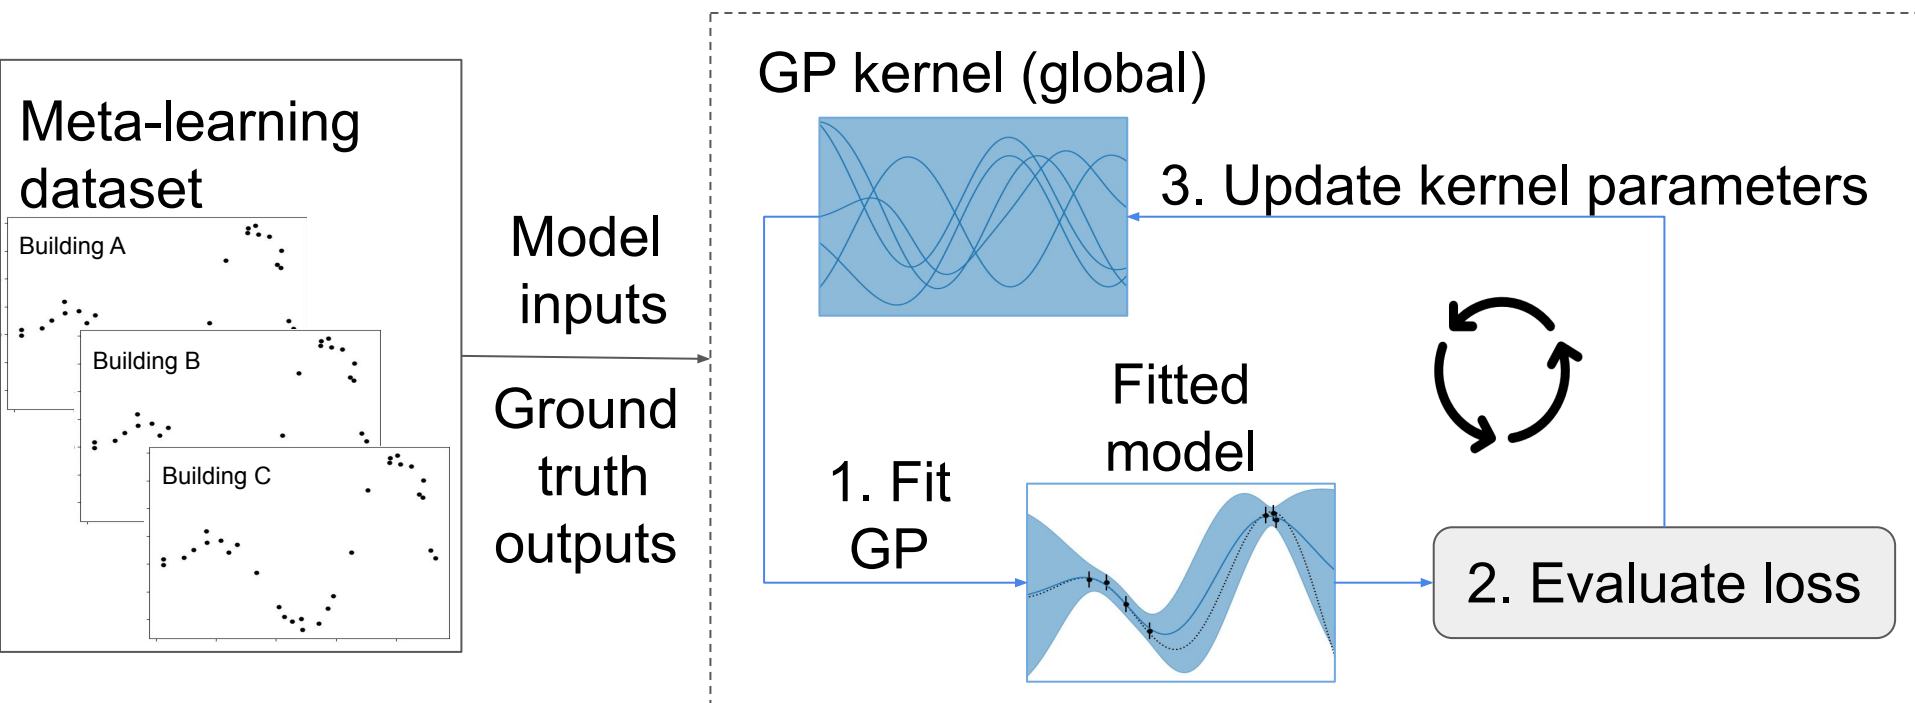 Meta-learning
dataset
Building A
Building B
Building C
Model
inputs
Ground
truth
outputs
GP kernel (global)
3. Update kernel parameters
Fitted
model
1. Fit
GP
2. Evaluate loss